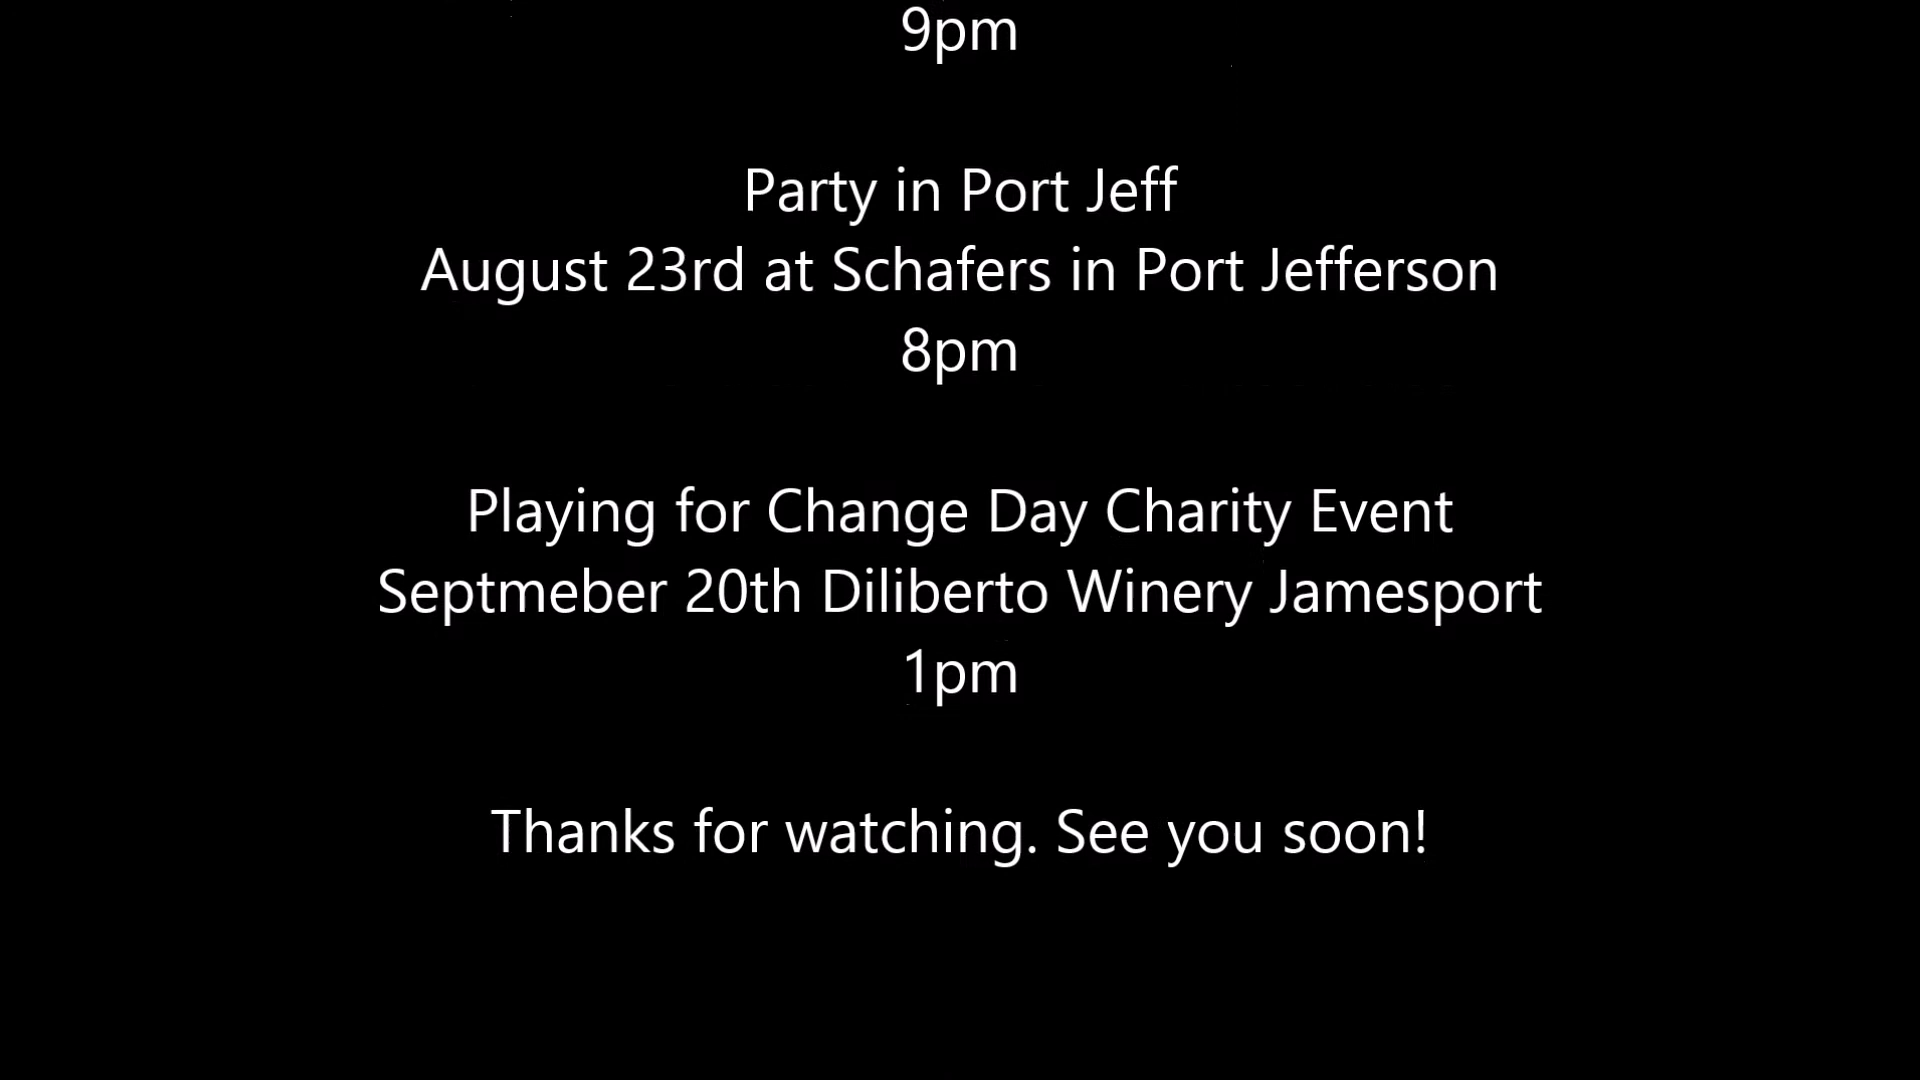 9pm
Party in Port Jeff
August 23rd at Schafers in Port Jefferson
8pm
Playing for Change Day Charity Event
Septmeber 20th Diliberto Winery Jamesport
1pm
Thanks for watching. See you soon!